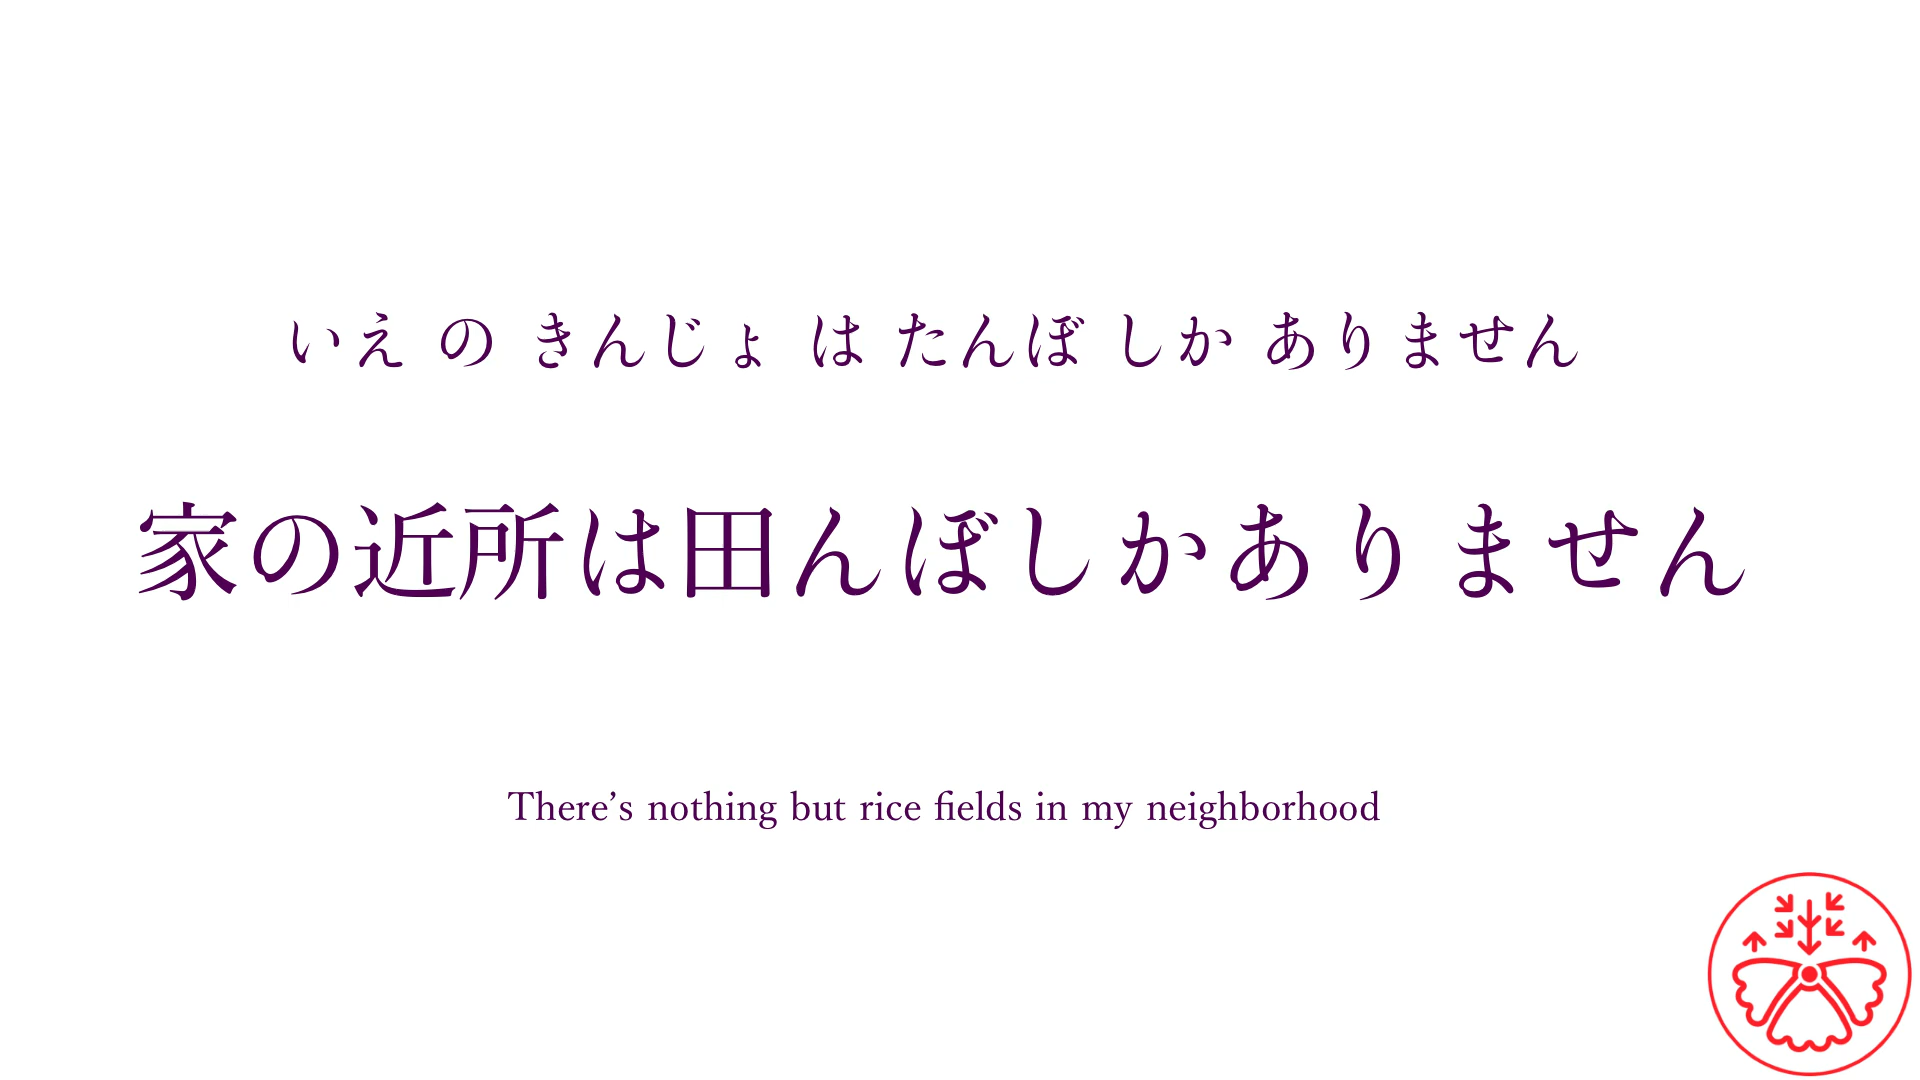 いえ の きんじょ は たんぼ しか ありません
家の近所は田んぼしかありません
There’s nothing but rice fields in my neighborhood